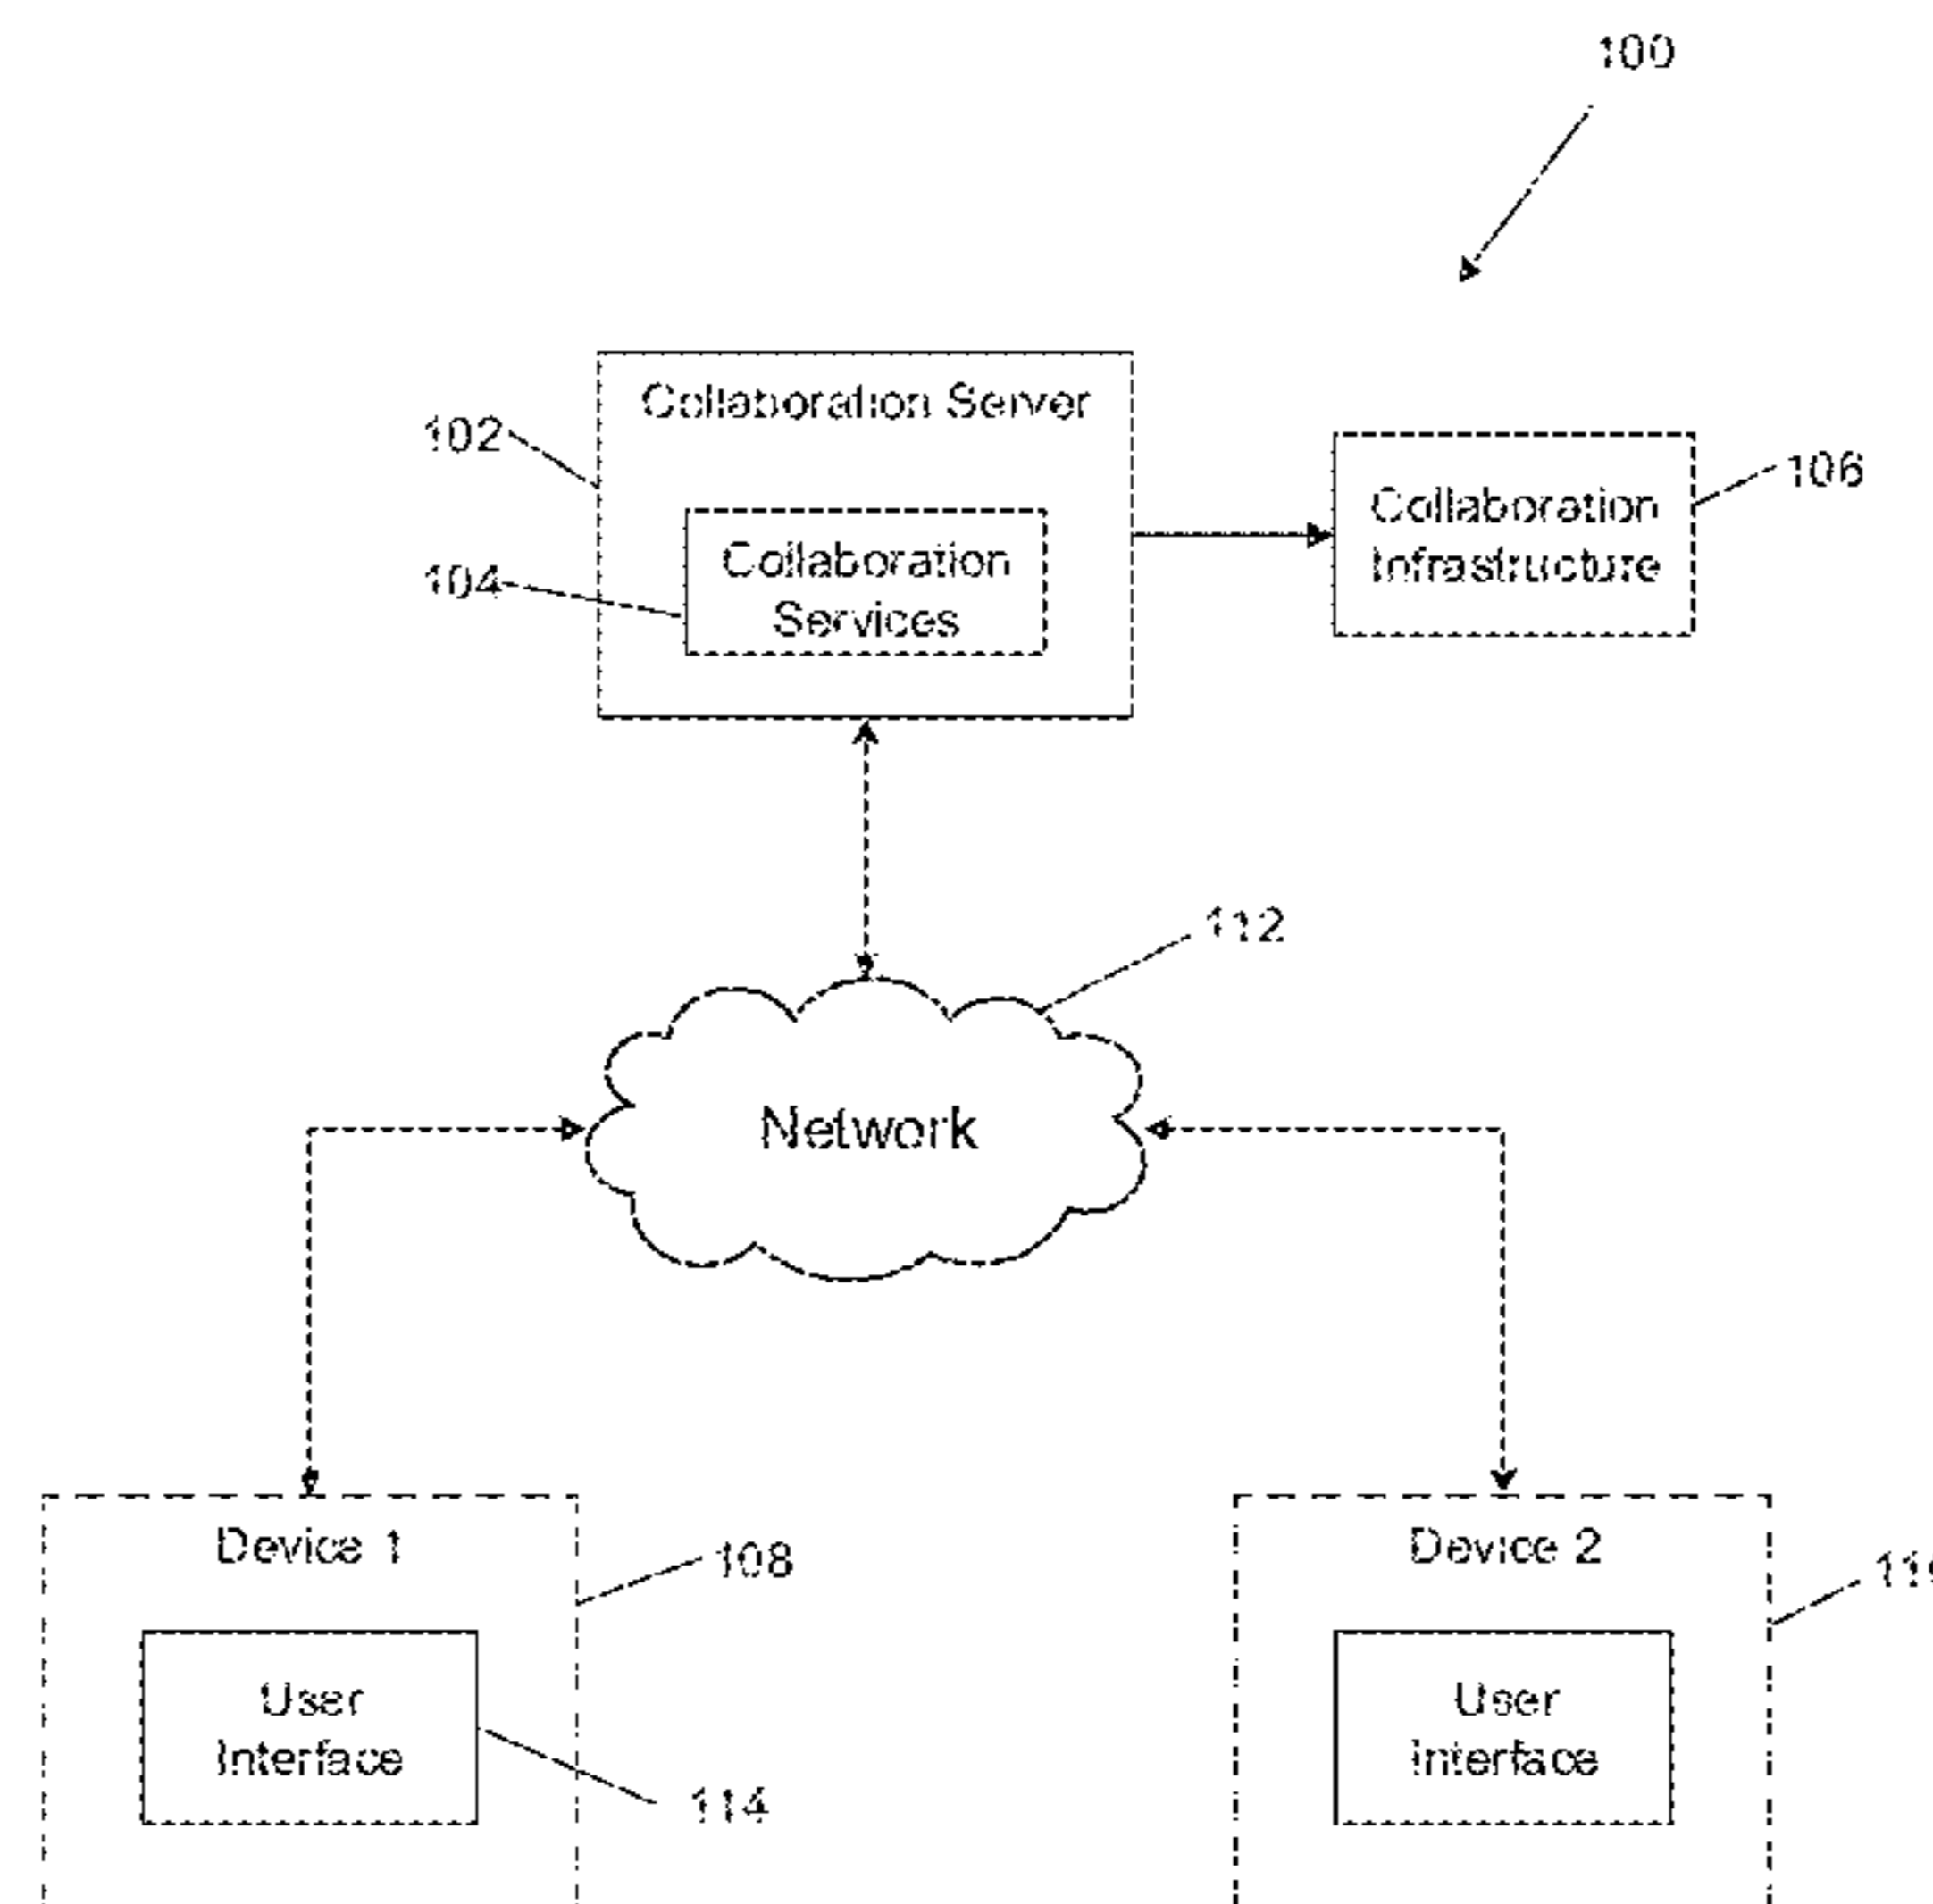 100
Collaboration Server
102
Collaboration
Services
104
Collaboration
Infrastructure
106
112
Network
Device 1
108
User
Interface
114
Device 2
User
Interface